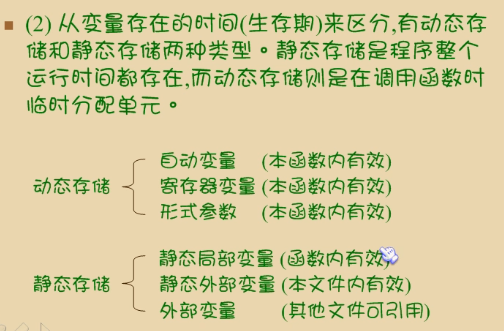 (2) 从变量存在的时间(生存期)来区分,有动态存
储和静态存储两种类型。静态存储是程序整个
运行时间都存在,而动态存储则是在调用函数时
临时分配单元。
自动变量 (本函数内有效)
动态存储 寄存器变量 (本函数内有效)
形式参数 (本函数内有效)
静态局部变量 (函数内有效)
静态存储 静态外部变量 (本文件内有效)
外部变量 (其他文件可引用)